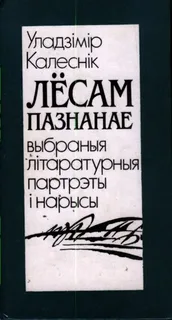 Уладзімір
Калеснік
ЛЁСАМ
ПАЗНАНАЕ
выбраныя
літаратурныя
партрэты
і нарысы